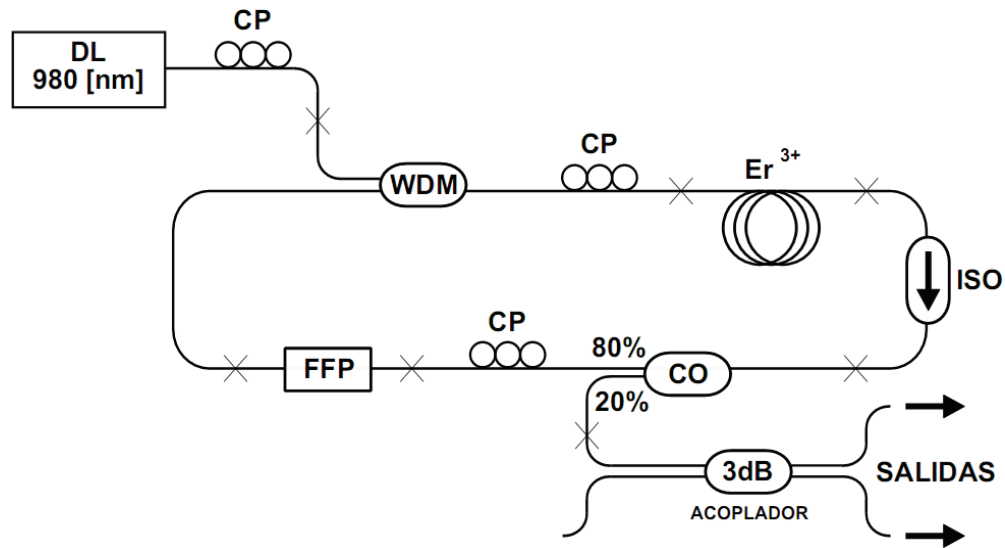 CP
DL
980 [nm]
CP
Er 3+
WDM
ISO
CP
80%
FFP
CO
20%
3dB
SALIDAS
ACOPLADOR